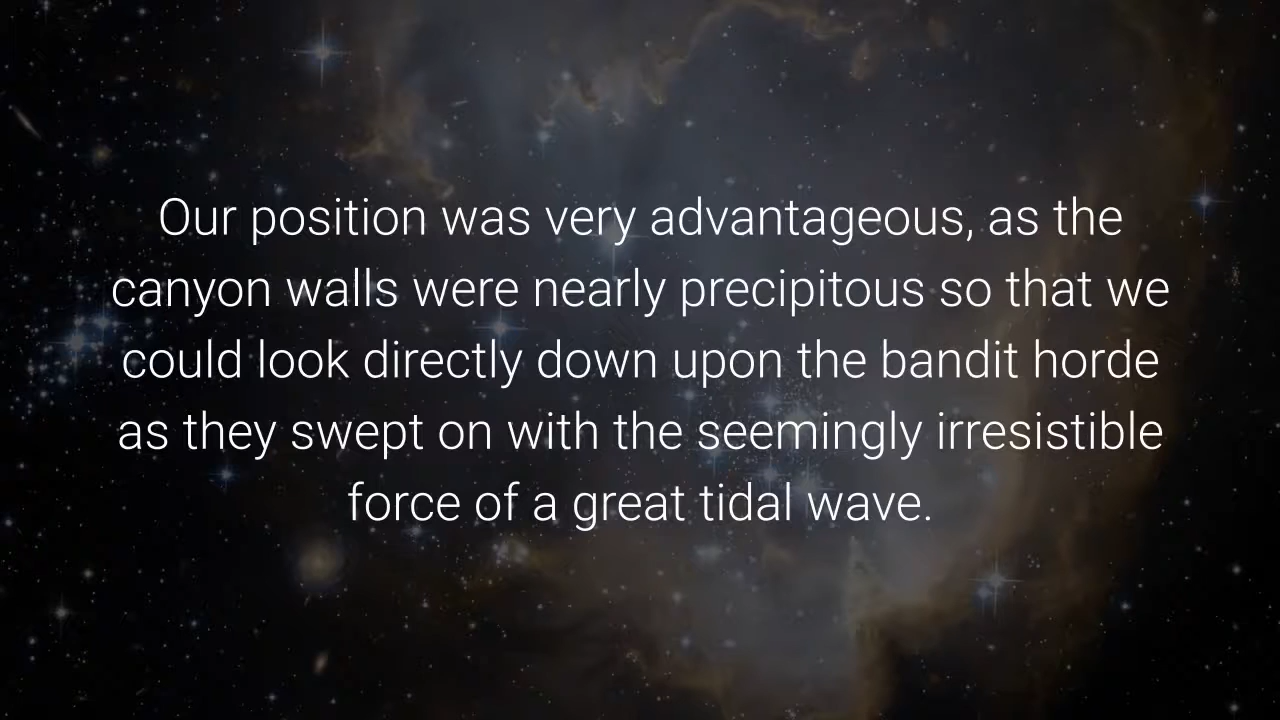 Our position was very advantageous, as the
canyon walls were nearly precipitous so that we
could look directly down upon the bandit horde
as they swept on with the seemingly irresistible
force of a great tidal wave.